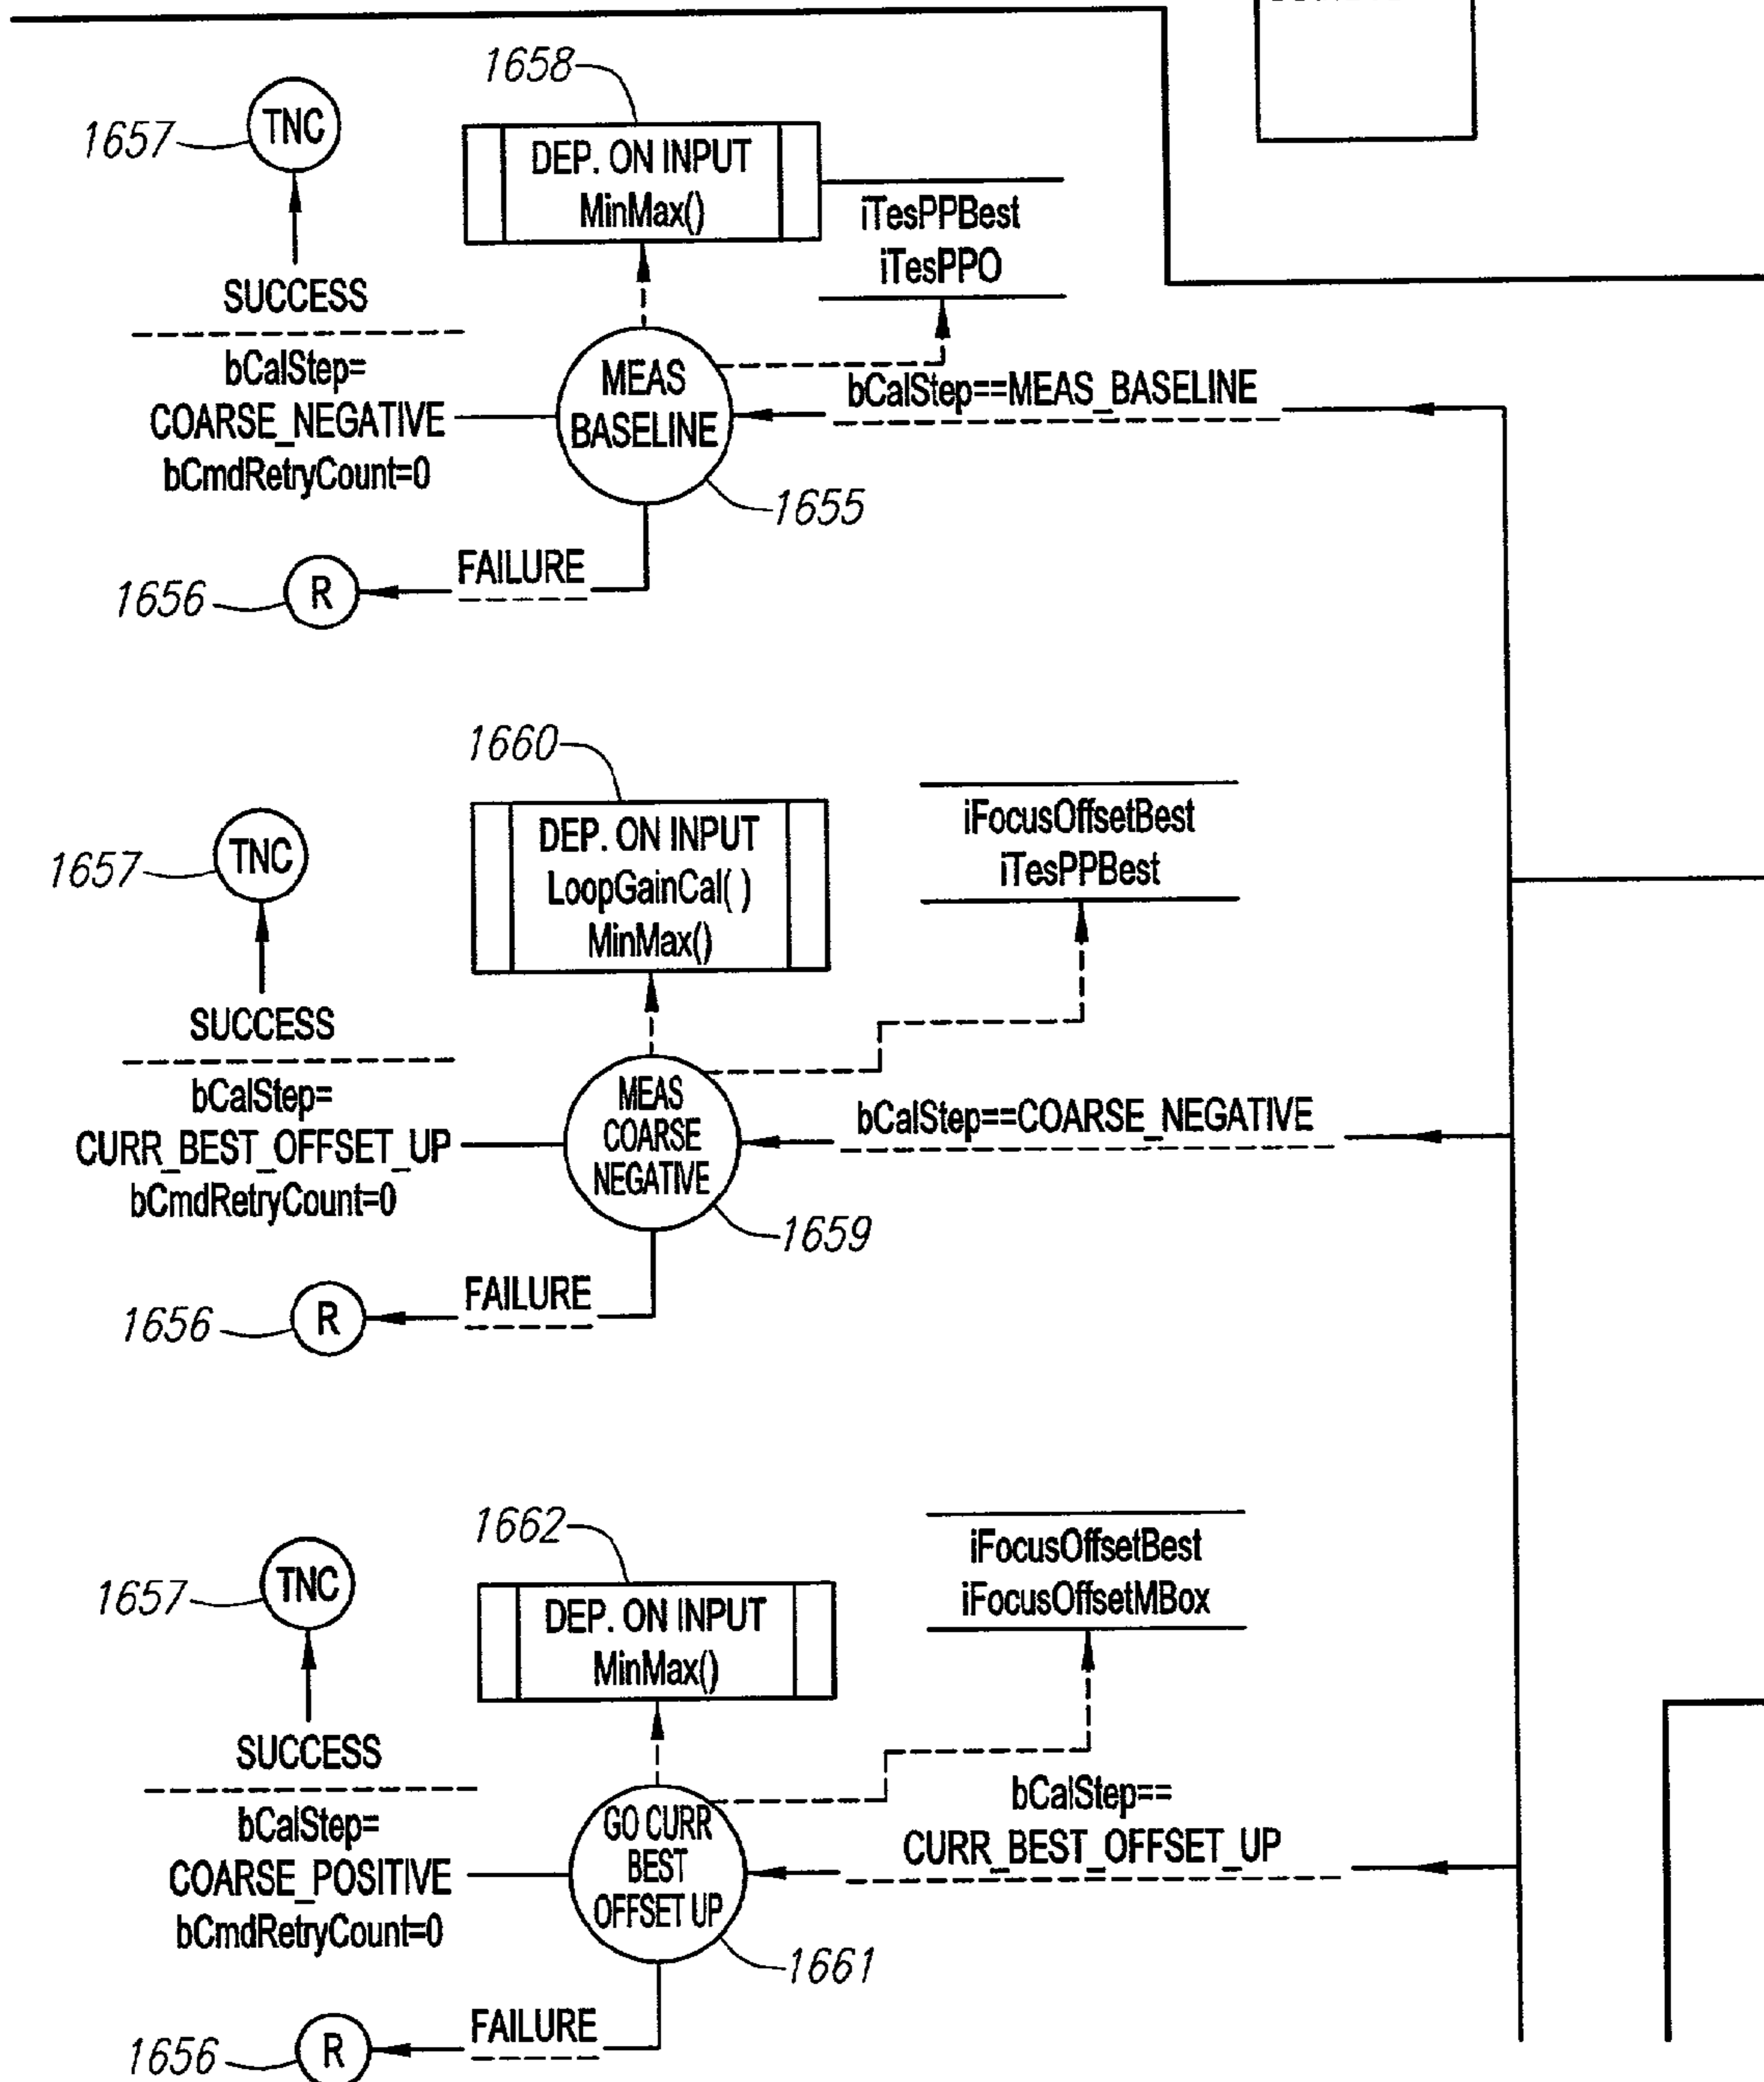 1658
1657
TNC
DEP. ON INPUT
MinMax()
iTesPPBest
iTesPPO
SUCCESS
bCalStep=
COARSE_NEGATIVE
bCmdRetryCount=0
MEAS
BASELINE
bCalStep==MEAS_BASELINE
1655
FAILURE
1656
R
1660
1657
TNC
DEP. ON INPUT
LoopGainCal( )
MinMax()
iFocusOffsetBest
iTesPPBest
SUCCESS
bCalStep=
CURR_BEST_OFFSET_UP
bCmdRetryCount=0
MEAS
COARSE
NEGATIVE
bCalStep==COARSE_NEGATIVE
1659
FAILURE
1656
R
1662
1657
TNC
DEP. ON INPUT
MinMax()
iFocusOffsetBest
iFocusOffsetMBox
SUCCESS
bCalStep=
COARSE_POSITIVE
bCmdRetryCount=0
GO CURR
BEST
OFFSET UP
bCalStep==
CURR_BEST_OFFSET_UP
1661
FAILURE
1656
R